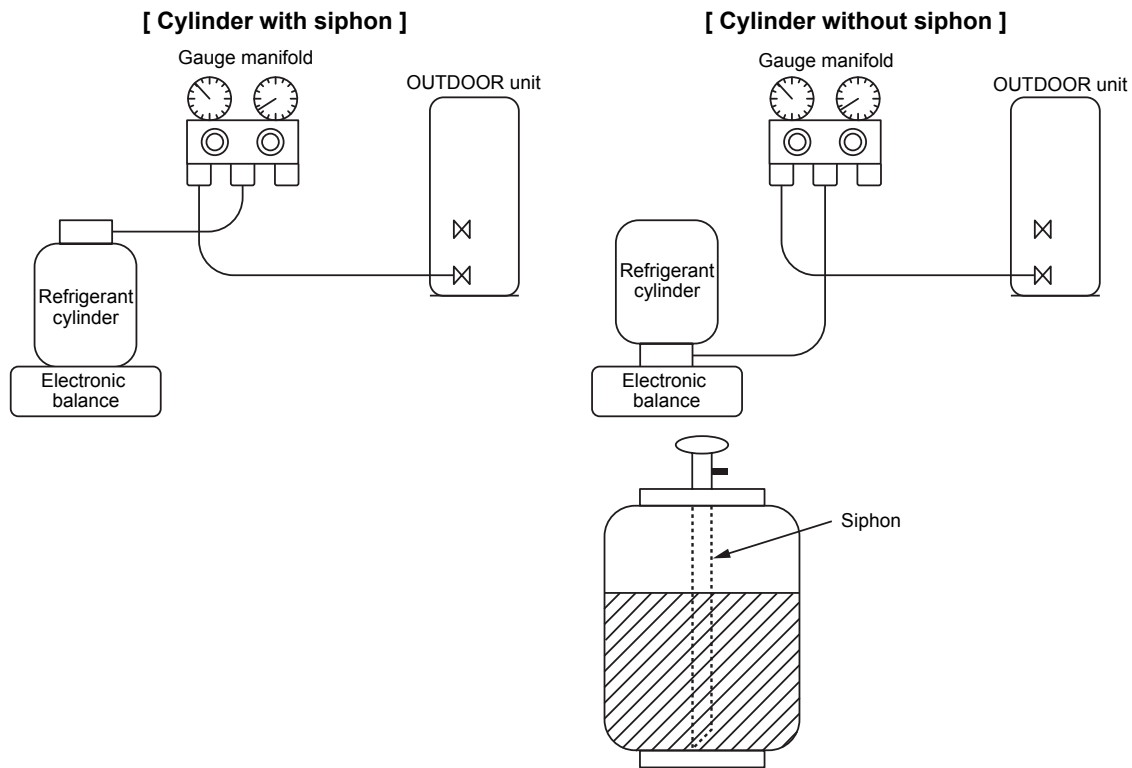 [ Cylinder with siphon ]
Gauge manifold
OUTDOOR unit
Refrigerant
cylinder
Electronic
balance
[ Cylinder without siphon ]
Gauge manifold
OUTDOOR unit
Refrigerant
cylinder
Electronic
balance
Siphon